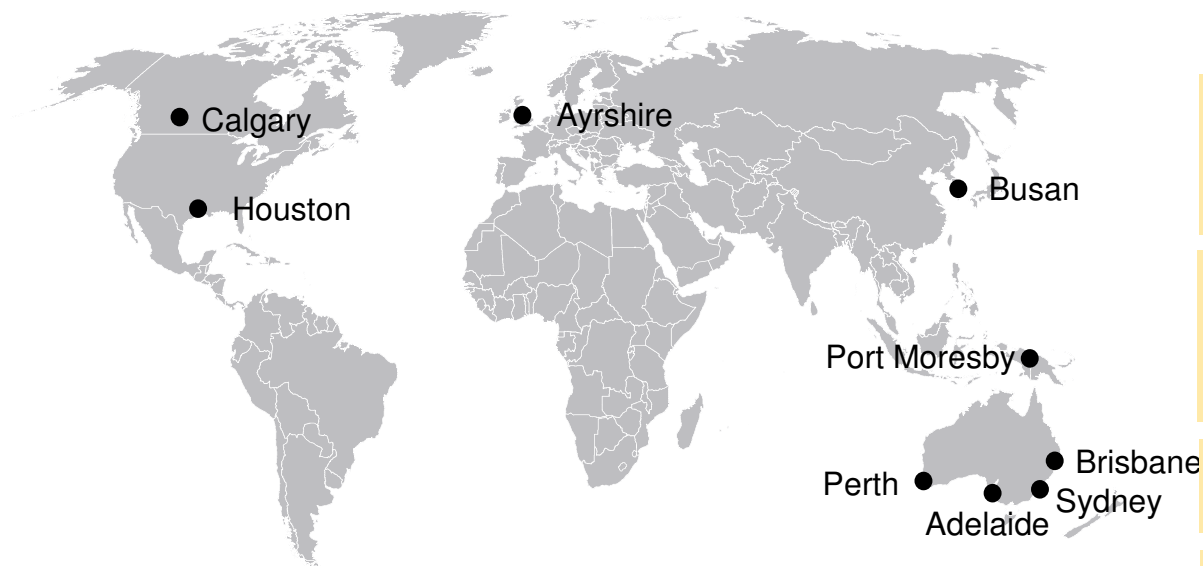 Calgary
Ayrshire
Houston
Busan
Port Moresby
Brisbane
Perth
Sydney
Adelaide